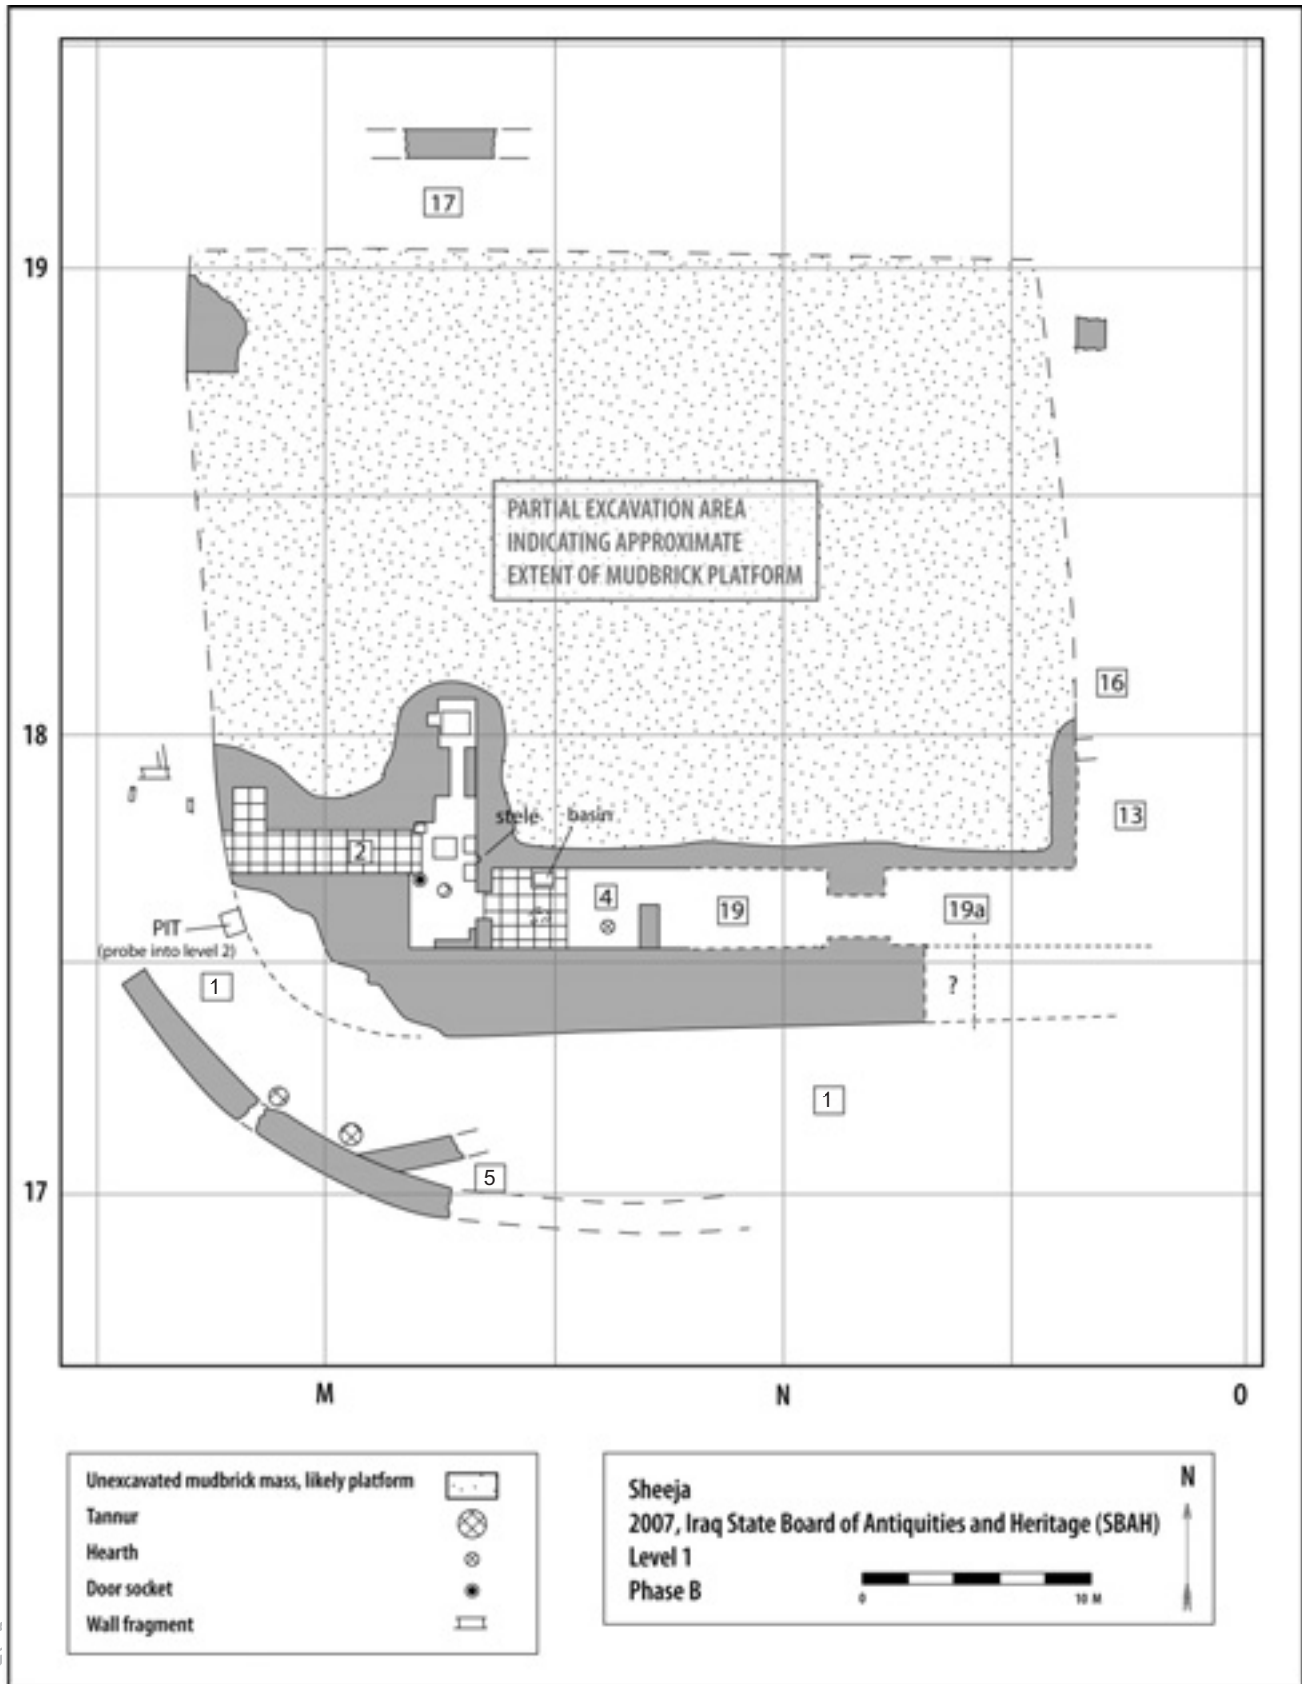 17
19
PARTIAL EXCAVATION AREA
INDICATING APPROXIMATE
EXTENT OF MUDBRICK PLATFORM
16
18
stele
basin
13
2
4
19
19a
PIT
(probe into level 2)
1
?
1
5
17
M
N
O
Unexcavated mudbrick mass, likely platform
Tannur
Hearth
Door socket
Wall fragment
Sheeja
2007, Iraq State Board of Antiquities and Heritage (SBAH)
Level 1
Phase B
N
0
10 M